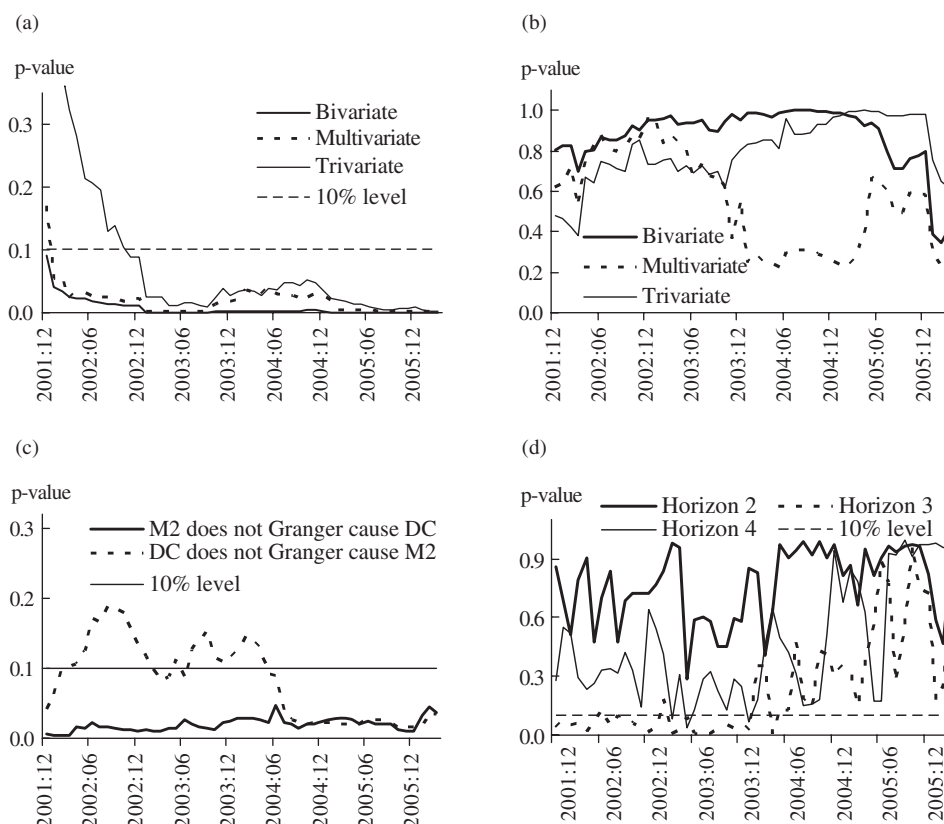 (a)
p-value
0.3
0.2
0.1
0.0
Bivariate
Multivariate
Trivariate
10% level
2001:12
2002:06
2002:12
2003:06
2003:12
2004:06
2004:12
2005:06
2005:12
(b)
p-value
1.0
0.8
0.6
0.4
0.2
0.0
Bivariate
Multivariate
Trivariate
2001:12
2002:06
2002:12
2003:06
2003:12
2004:06
2004:12
2005:06
2005:12
(c)
p-value
0.3
0.2
0.1
0.0
M2 does not Granger cause DC
DC does not Granger cause M2
10% level
2001:12
2002:06
2002:12
2003:06
2003:12
2004:06
2004:12
2005:06
2005:12
(d)
p-value
Horizon 2
Horizon 3
Horizon 4
10% level
0.9
0.6
0.3
0.0
2001:12
2002:06
2002:12
2003:06
2003:12
2004:06
2004:12
2005:06
2005:12